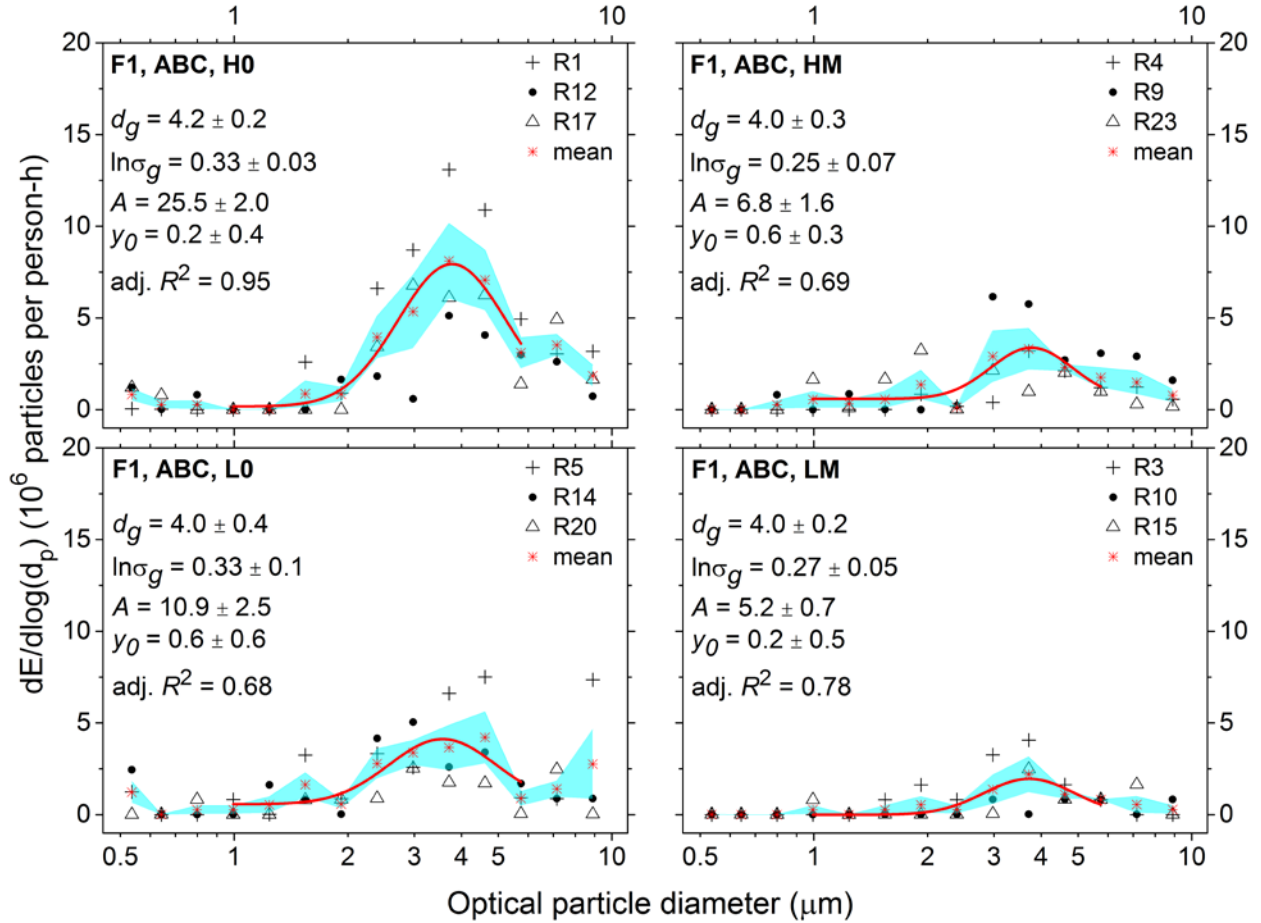 1 10 1 10
20 20
F1, ABC, H0
+ R1
● R12
△ R17
mean
d_g = 4.2 ± 0.2
lnσ_g = 0.33 ± 0.03
A = 25.5 ± 2.0
y_0 = 0.2 ± 0.4
adj. R² = 0.95
F1, ABC, HM
+ R4
● R9
△ R23
mean
d_g = 4.0 ± 0.3
lnσ_g = 0.25 ± 0.07
A = 6.8 ± 1.6
y_0 = 0.6 ± 0.3
adj. R² = 0.69
15 15
10 10
5 5
0 0
20 20
F1, ABC, L0
+ R5
● R14
△ R20
mean
d_g = 4.0 ± 0.4
lnσ_g = 0.33 ± 0.1
A = 10.9 ± 2.5
y_0 = 0.6 ± 0.6
adj. R² = 0.68
F1, ABC, LM
+ R3
● R10
△ R15
mean
d_g = 4.0 ± 0.2
lnσ_g = 0.27 ± 0.05
A = 5.2 ± 0.7
y_0 = 0.2 ± 0.5
adj. R² = 0.78
15 15
10 10
5 5
0 0
0.5 1 2 3 4 5 10 0.5 1 2 3 4 5 10
dE/dlog(d_p) (10⁶ particles per person-h)
Optical particle diameter (μm)